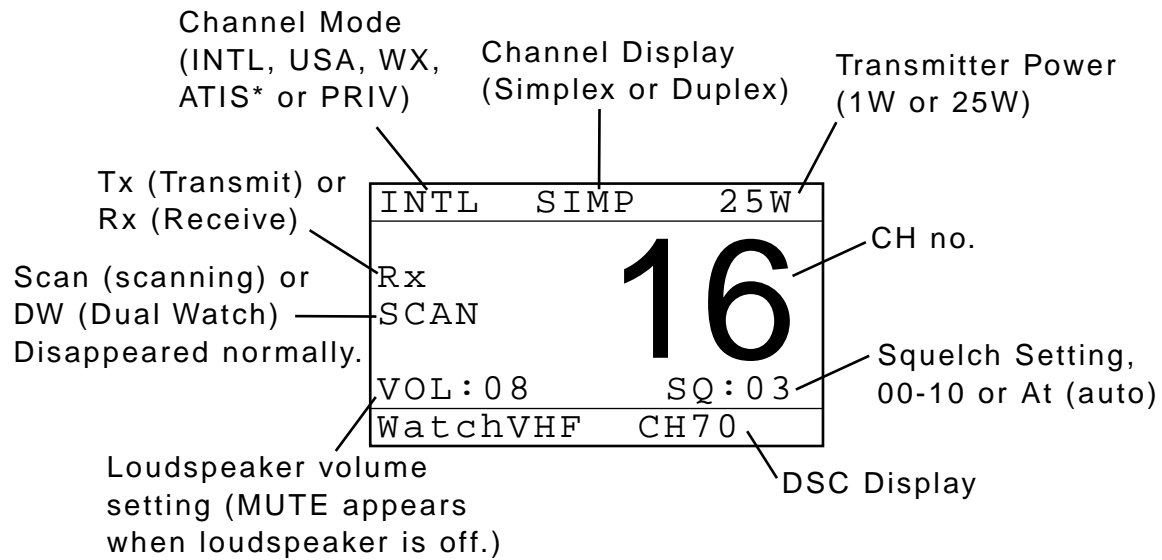 Channel Mode
(INTL, USA, WX,
ATIS* or PRIV)
Channel Display
(Simplex or Duplex)
Transmitter Power
(1W or 25W)
Tx (Transmit) or
Rx (Receive)
Scan (scanning) or
DW (Dual Watch)
Disappeared normally.
INTL SIMP 25W
Rx
SCAN
16
VOL:08 SQ:03
WatchVHF CH70
CH no.
Squelch Setting,
00-10 or At (auto)
DSC Display
Loudspeaker volume
setting (MUTE appears
when loudspeaker is off.)